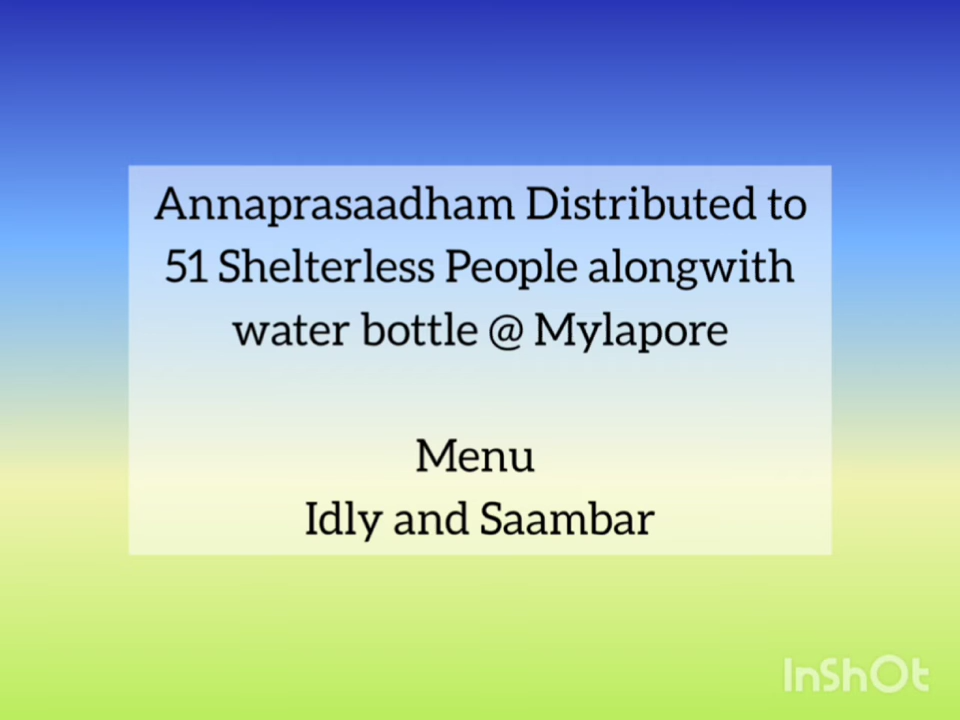 Annaprasaadham Distributed to
51 Shelterless People alongwith
water bottle @ Mylapore
Menu
Idly and Saambar
InShOt